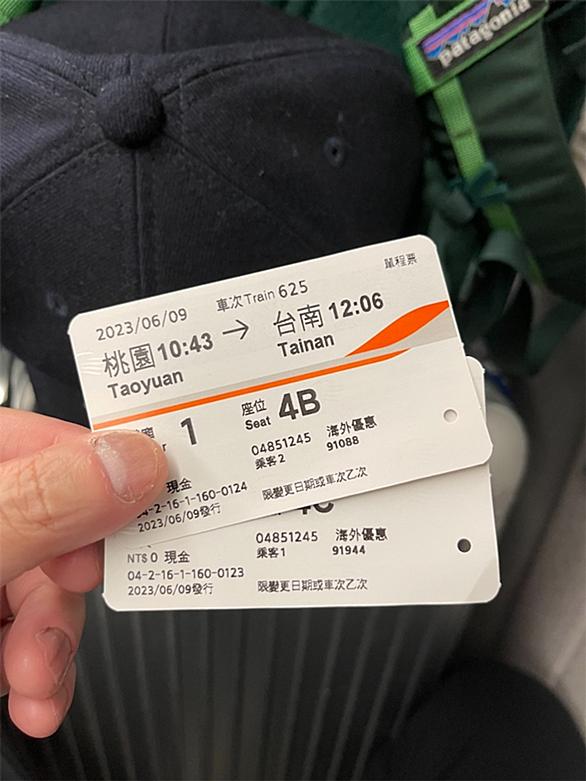 patagonia
單程票
2023/06/09 車次 Train 625
桃園 10:43 → 台南 12:06
Taoyuan Tainan
座位 Seat 4B
1
04851245 海外優惠
乘客2 91088
現金
-2-16-1-160-0124 限變更日期或車次乙次
2023/06/09發行
04851245 海外優惠
NT$ 0 現金 乘客1 91944
04-2-16-1-160-0123
2023/06/09發行 限變更日期或車次乙次